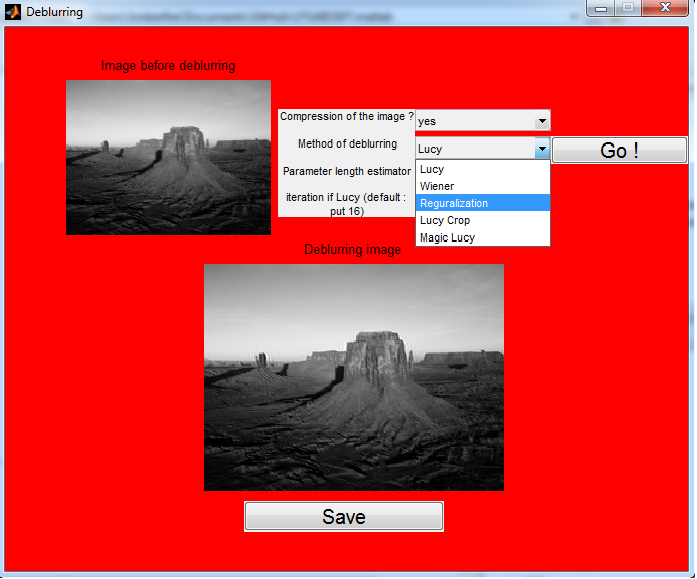 Deblurring
Image before deblurring
Compression of the image ?
yes
Method of deblurring
Lucy
Go !
Parameter length estimator
iteration if Lucy (default :
put 16)
Lucy
Wiener
Reguralization
Lucy Crop
Magic Lucy
Deblurring image
Save